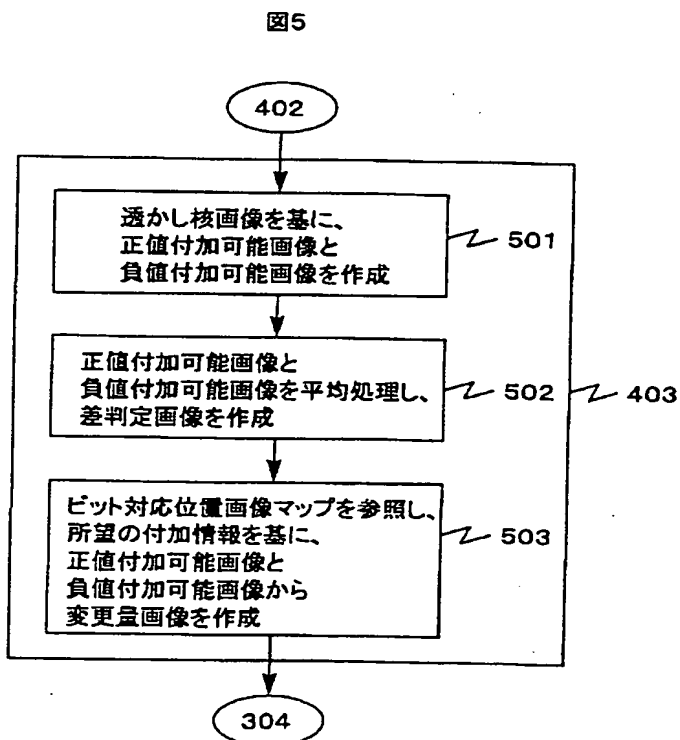 図5
402
透かし核画像を基に、
正値付加可能画像と
負値付加可能画像を作成
501
正値付加可能画像と
負値付加可能画像を平均処理し、
差判定画像を作成
502
403
ビット対応位置画像マップを参照し、
所望の付加情報を基に、
正値付加可能画像と
負値付加可能画像から
変更量画像を作成
503
304